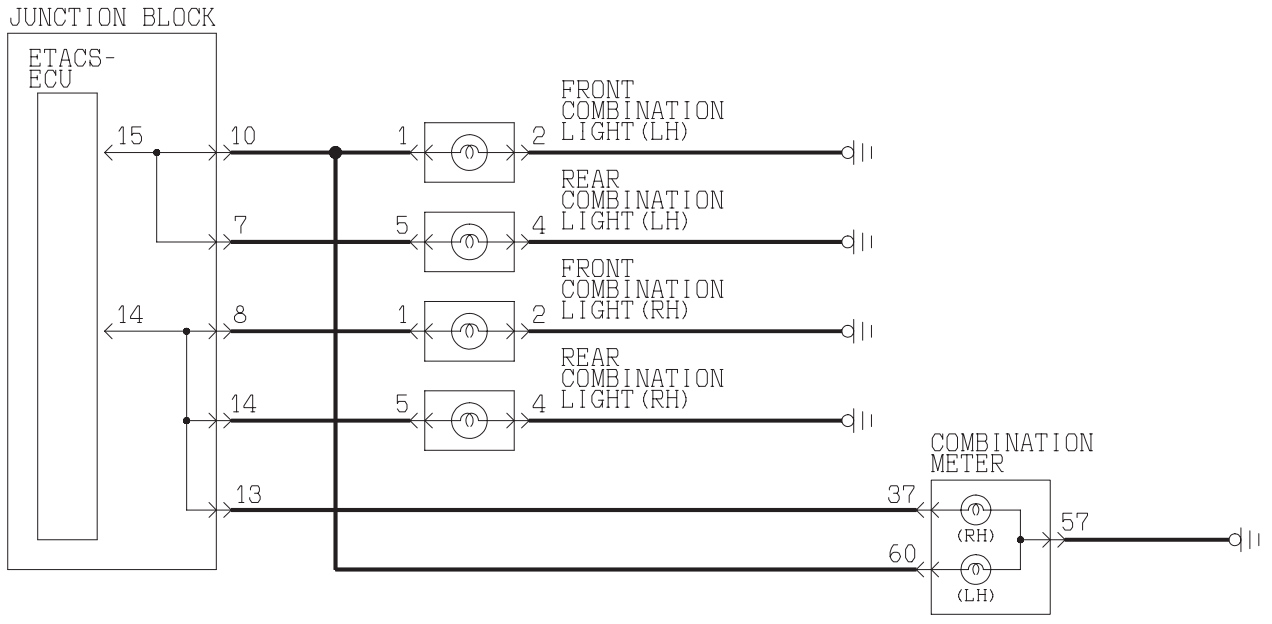 JUNCTION BLOCK
ETACS-
ECU
FRONT
COMBINATION
LIGHT(LH)
15
10
1
2
REAR
COMBINATION
LIGHT(LH)
7
5
4
FRONT
COMBINATION
LIGHT(RH)
14
8
1
2
REAR
COMBINATION
LIGHT(RH)
14
5
4
COMBINATION
METER
13
37
(RH)
57
60
(LH)